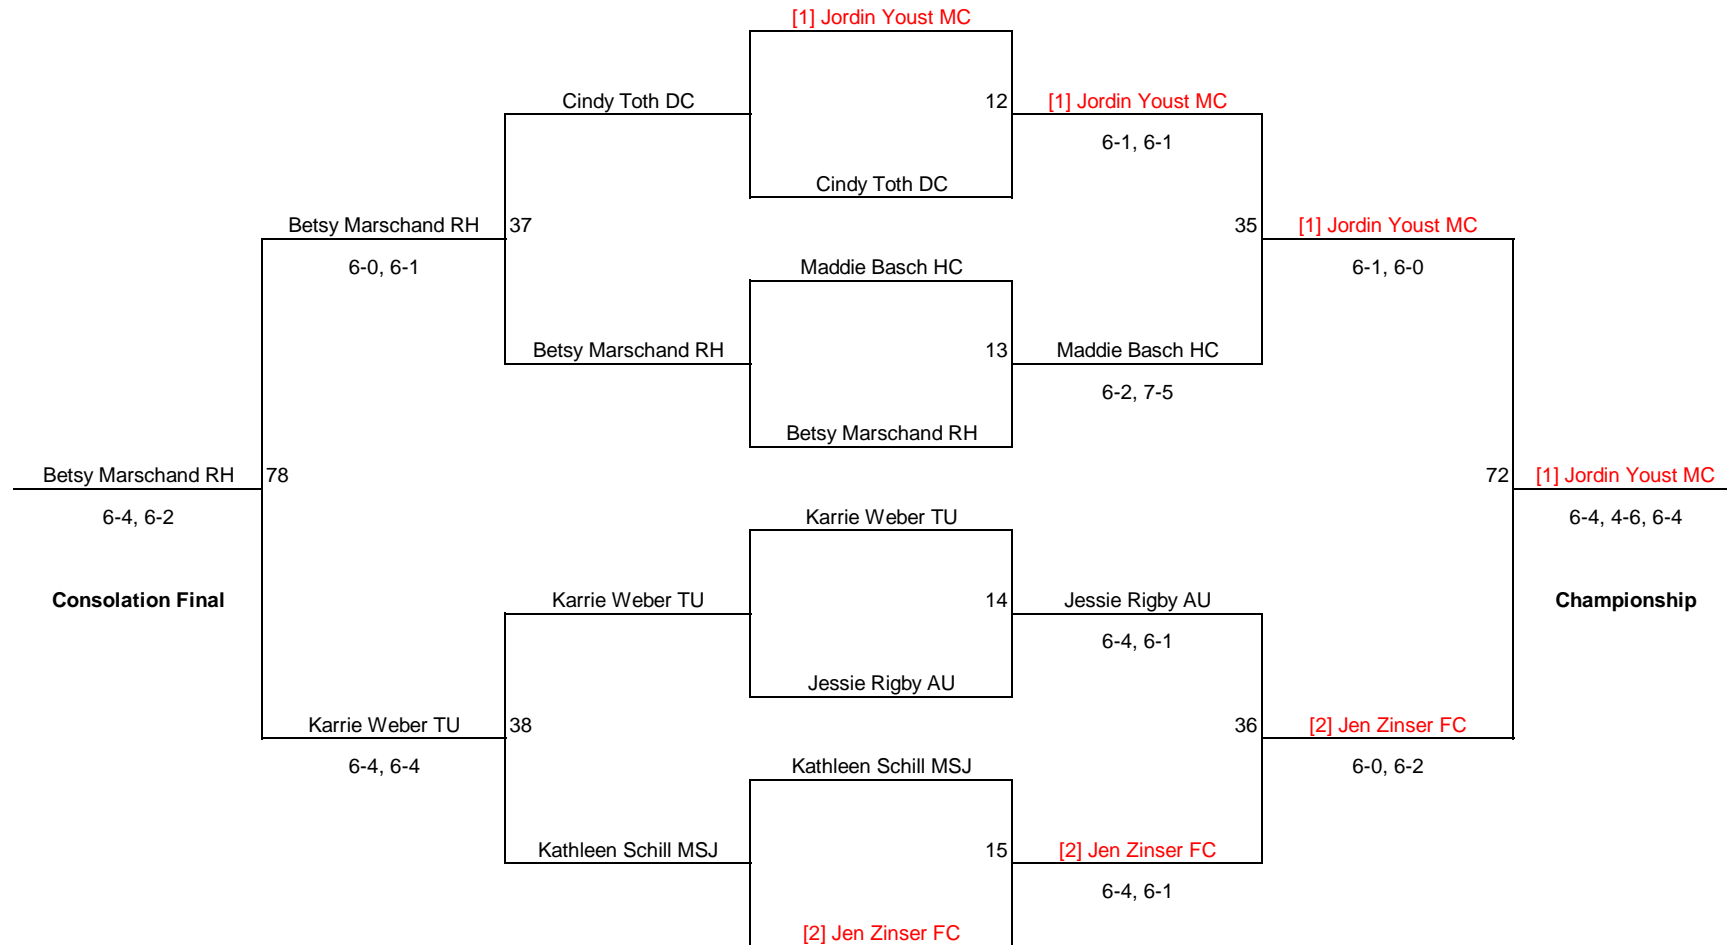 [1] Jordin Youst MC
Cindy Toth DC
12
[1] Jordin Youst MC
6-1, 6-1
Cindy Toth DC
Betsy Marschand RH
37
35
[1] Jordin Youst MC
6-0, 6-1
Maddie Basch HC
6-1, 6-0
Betsy Marschand RH
13
Maddie Basch HC
6-2, 7-5
Betsy Marschand RH
Betsy Marschand RH
78
72
[1] Jordin Youst MC
6-4, 6-2
Karrie Weber TU
6-4, 4-6, 6-4
Consolation Final
Karrie Weber TU
14
Jessie Rigby AU
Championship
6-4, 6-1
Jessie Rigby AU
Karrie Weber TU
38
36
[2] Jen Zinser FC
6-4, 6-4
Kathleen Schill MSJ
6-0, 6-2
Kathleen Schill MSJ
15
[2] Jen Zinser FC
6-4, 6-1
[2] Jen Zinser FC